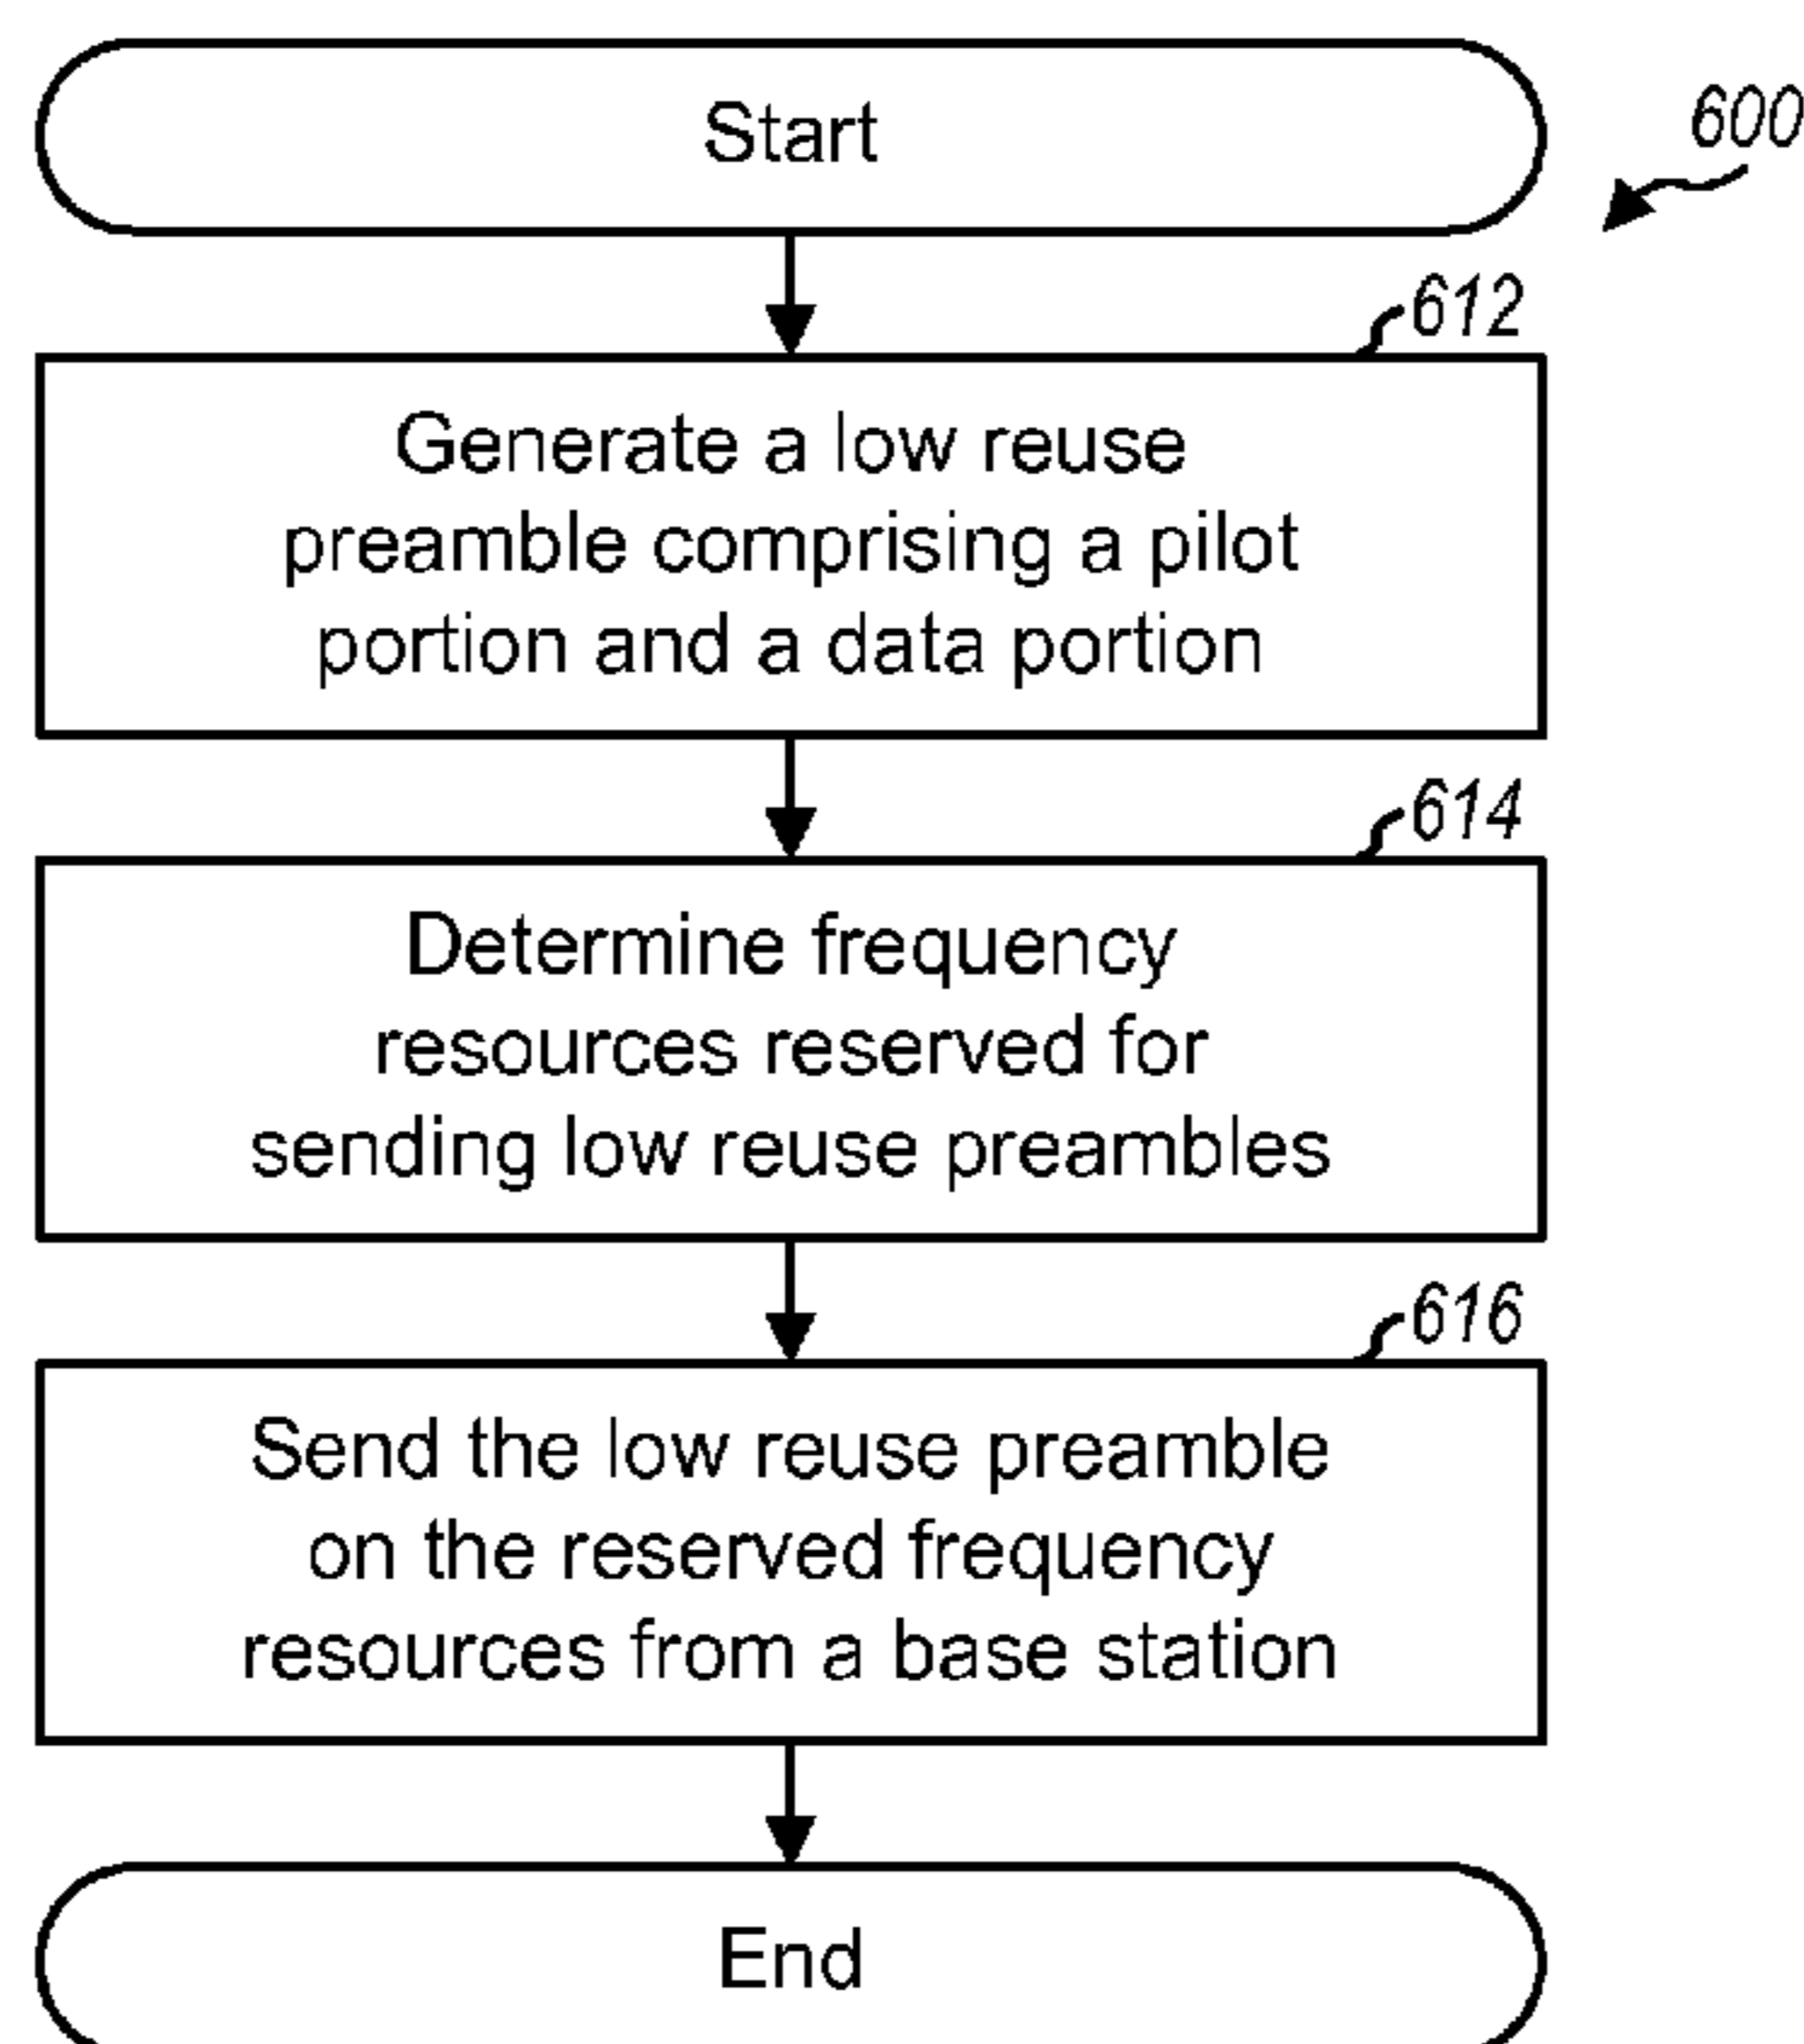 Start
600
612
Generate a low reuse
preamble comprising a pilot
portion and a data portion
614
Determine frequency
resources reserved for
sending low reuse preambles
616
Send the low reuse preamble
on the reserved frequency
resources from a base station
End